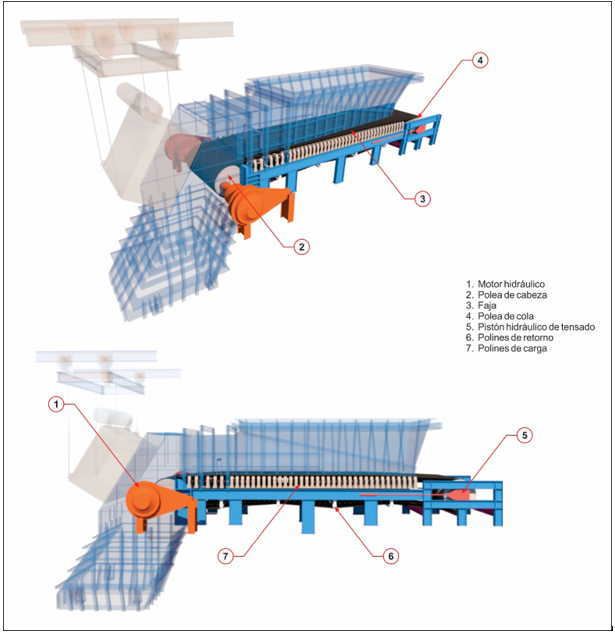 4
3
2
1. Motor hidráulico
2. Polea de cabeza
3. Faja
4. Polea de cola
5. Pistón hidráulico de tensado
6. Polines de retorno
7. Polines de carga
1
5
7
6